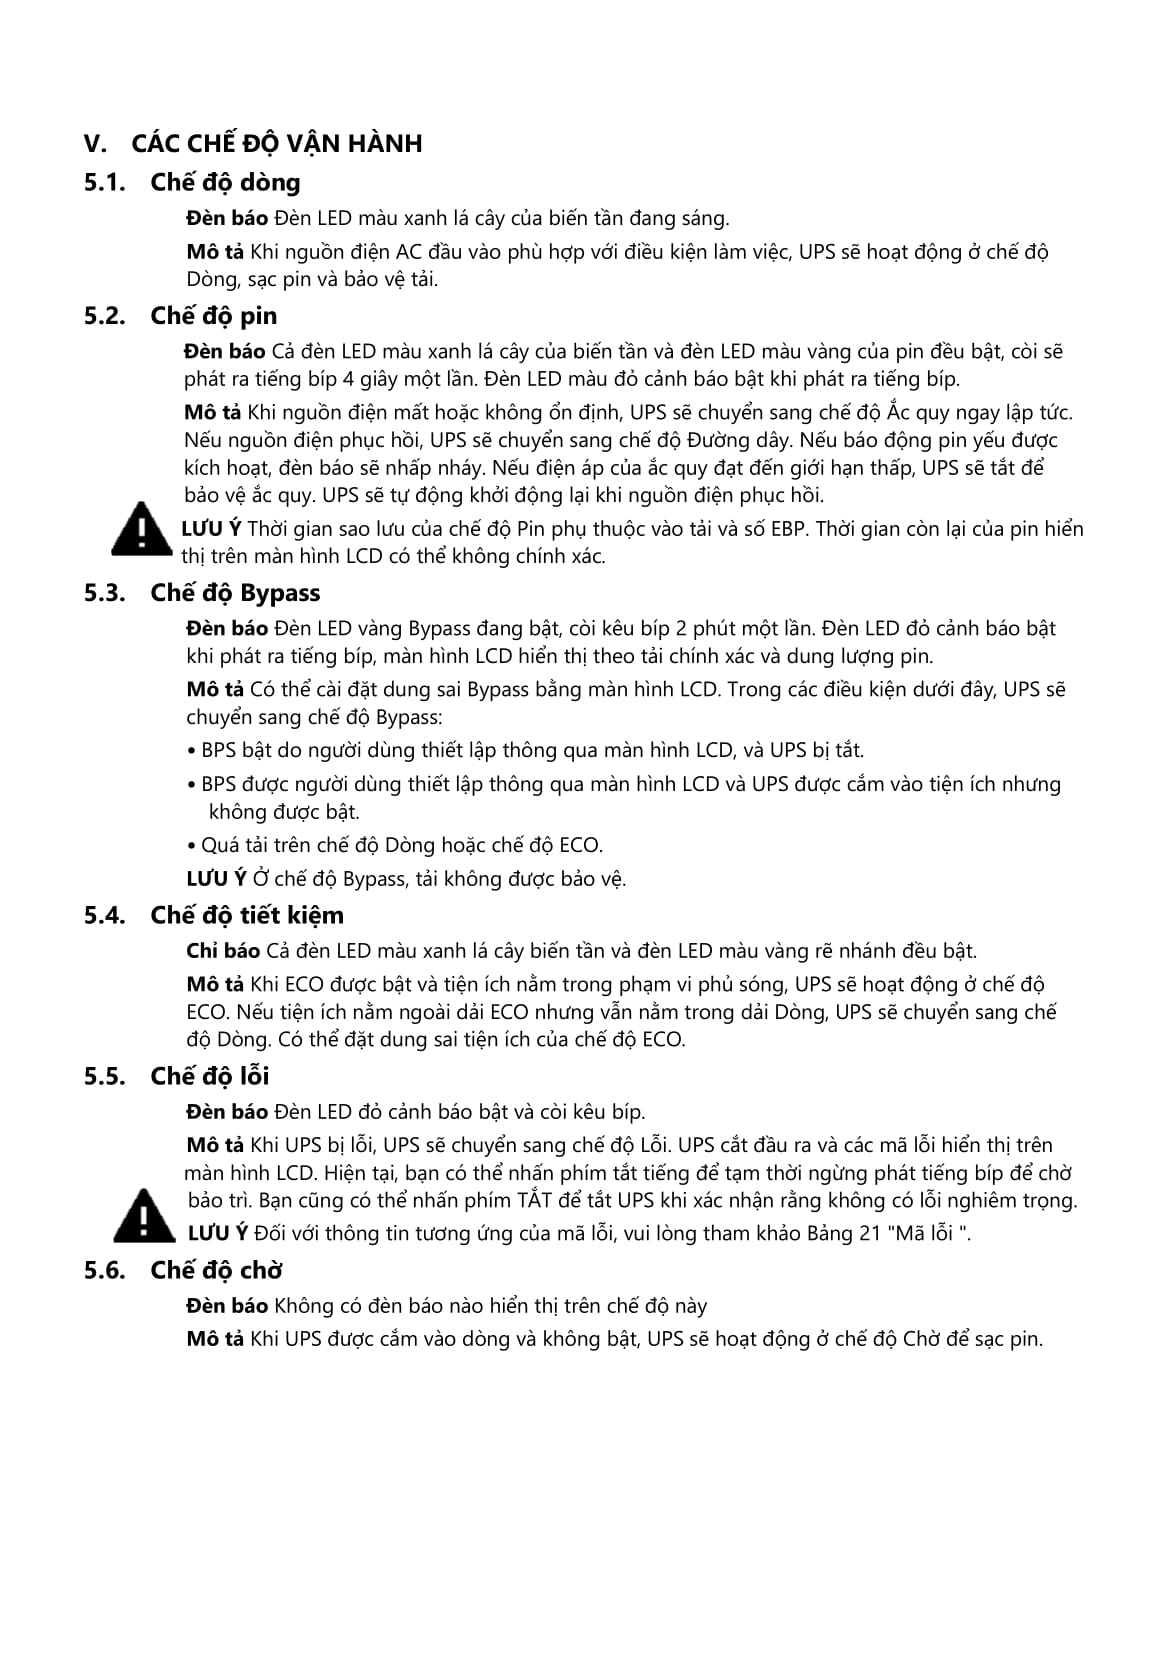 V. CÁC CHẾ ĐỘ VẬN HÀNH
5.1. Chế độ dòng
Đèn báo Đèn LED màu xanh lá cây của biến tần đang sáng.
Mô tả Khi nguồn điện AC đầu vào phù hợp với điều kiện làm việc, UPS sẽ hoạt động ở chế độ
Dòng, sạc pin và bảo vệ tải.
5.2. Chế độ pin
Đèn báo Cả đèn LED màu xanh lá cây của biến tần và đèn LED màu vàng của pin đều bật, còi sẽ
phát ra tiếng bíp 4 giây một lần. Đèn LED màu đỏ cảnh báo bật khi phát ra tiếng bíp.
Mô tả Khi nguồn điện mất hoặc không ổn định, UPS sẽ chuyển sang chế độ Ắc quy ngay lập tức.
Nếu nguồn điện phục hồi, UPS sẽ chuyển sang chế độ Đường dây. Nếu báo động pin yếu được
kích hoạt, đèn báo sẽ nhấp nháy. Nếu điện áp của ắc quy đạt đến giới hạn thấp, UPS sẽ tắt để
bảo vệ ắc quy. UPS sẽ tự động khởi động lại khi nguồn điện phục hồi.
LƯU Ý Thời gian sao lưu của chế độ Pin phụ thuộc vào tải và số EBP. Thời gian còn lại của pin hiển
thị trên màn hình LCD có thể không chính xác.
5.3. Chế độ Bypass
Đèn báo Đèn LED vàng Bypass đang bật, còi kêu bíp 2 phút một lần. Đèn LED đỏ cảnh báo bật
khi phát ra tiếng bíp, màn hình LCD hiển thị theo tải chính xác và dung lượng pin.
Mô tả Có thể cài đặt dung sai Bypass bằng màn hình LCD. Trong các điều kiện dưới đây, UPS sẽ
chuyển sang chế độ Bypass:
• BPS bật do người dùng thiết lập thông qua màn hình LCD, và UPS bị tắt.
• BPS được người dùng thiết lập thông qua màn hình LCD và UPS được cắm vào tiện ích nhưng
không được bật.
• Quá tải trên chế độ Dòng hoặc chế độ ECO.
LƯU Ý Ở chế độ Bypass, tải không được bảo vệ.
5.4. Chế độ tiết kiệm
Chỉ báo Cả đèn LED màu xanh lá cây biến tần và đèn LED màu vàng rẽ nhánh đều bật.
Mô tả Khi ECO được bật và tiện ích nằm trong phạm vi phủ sóng, UPS sẽ hoạt động ở chế độ
ECO. Nếu tiện ích nằm ngoài dải ECO nhưng vẫn nằm trong dải Dòng, UPS sẽ chuyển sang chế
độ Dòng. Có thể đặt dung sai tiện ích của chế độ ECO.
5.5. Chế độ lỗi
Đèn báo Đèn LED đỏ cảnh báo bật và còi kêu bíp.
Mô tả Khi UPS bị lỗi, UPS sẽ chuyển sang chế độ Lỗi. UPS cắt đầu ra và các mã lỗi hiển thị trên
màn hình LCD. Hiện tại, bạn có thể nhấn phím tắt tiếng để tạm thời ngừng phát tiếng bíp để chờ
bảo trì. Bạn cũng có thể nhấn phím TẮT để tắt UPS khi xác nhận rằng không có lỗi nghiêm trọng.
LƯU Ý Đối với thông tin tương ứng của mã lỗi, vui lòng tham khảo Bảng 21 "Mã lỗi ".
5.6. Chế độ chờ
Đèn báo Không có đèn báo nào hiển thị trên chế độ này
Mô tả Khi UPS được cắm vào dòng và không bật, UPS sẽ hoạt động ở chế độ Chờ để sạc pin.